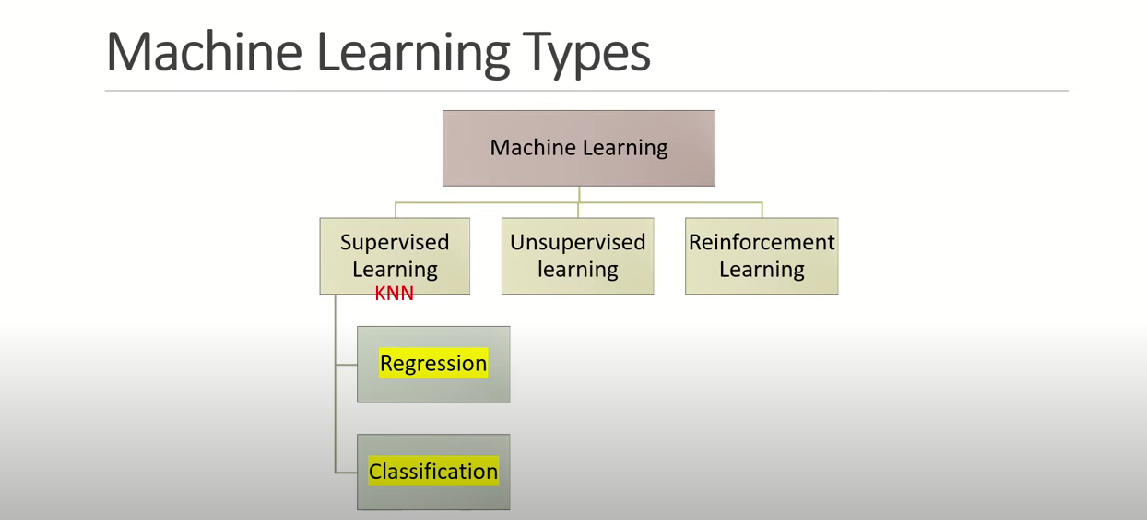 Machine Learning Types
Machine Learning
Supervised
Learning
KNN
Unsupervised
learning
Reinforcement
Learning
Regression
Classification